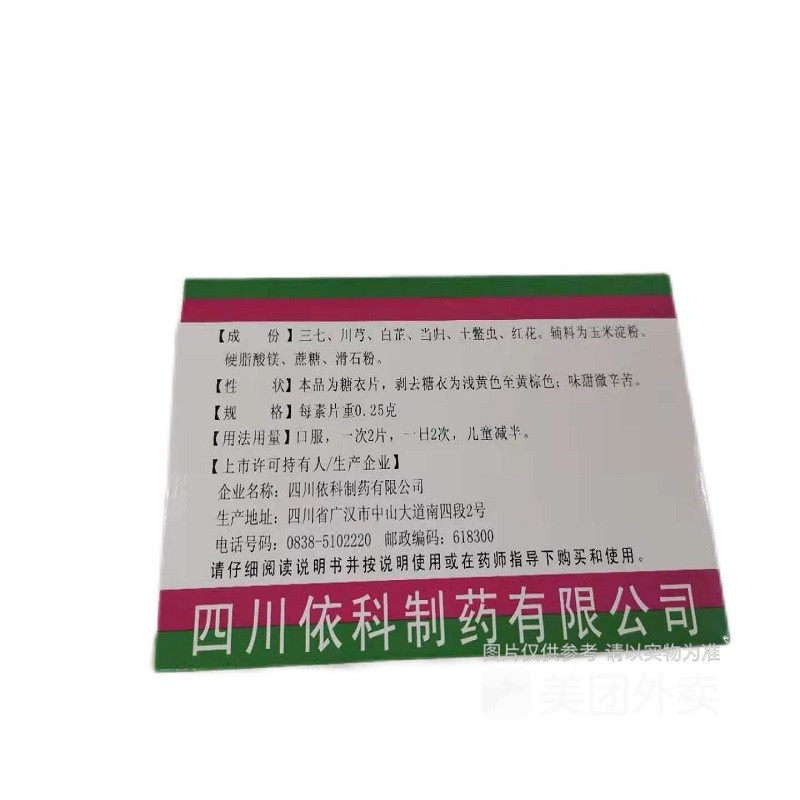 【成　份】三七、川芎、白芷、当归、土鳖虫、红花。辅料为玉米淀粉、
硬脂酸镁、蔗糖、滑石粉。
【性　状】本品为糖衣片，剥去糖衣为浅黄色至黄棕色；味甜微辛苦。
【规　格】每素片重0.25克
【用法用量】口服，一次2片，一日2次，儿童减半。
【上市许可持有人/生产企业】
企业名称：四川依科制药有限公司
生产地址：四川省广汉市中山大道南四段2号
电话号码：0838-5102220 邮政编码：618300
请仔细阅读说明书并按说明使用或在药师指导下购买和使用。
四川依科制药有限公司
图片仅供参考 请以实物为准
美团外卖